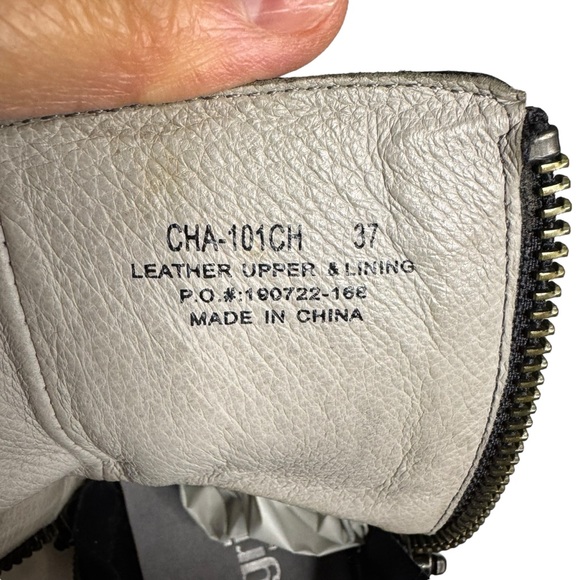 CHA-101CH 37
LEATHER UPPER & LINING
P.O.#:190722-168
MADE IN CHINA